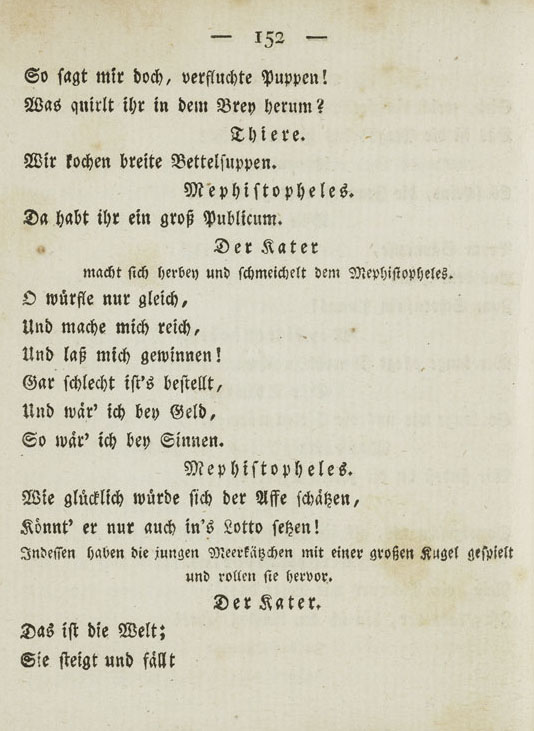 — 152 —
So sagt mir doch, verfluchte Puppen!
Was quirlt ihr in dem Brey herum?
Thiere.
Wir kochen breite Bettelsuppen.
Mephistopheles.
Da habt ihr ein groß Publicum.
Der Kater
macht sich herbey und schmeichelt dem Mephistopheles.
O würfle nur gleich,
Und mache mich reich,
Und laß mich gewinnen!
Gar schlecht ist's bestellt,
Und wär' ich bey Geld,
So wär' ich bey Sinnen.
Mephistopheles.
Wie glücklich würde sich der Affe schätzen,
Könnt' er nur auch in's Lotto setzen!
Indessen haben die jungen Meerkätzchen mit einer großen Kugel gespielt
und rollen sie hervor.
Der Kater.
Das ist die Welt;
Sie steigt und fällt